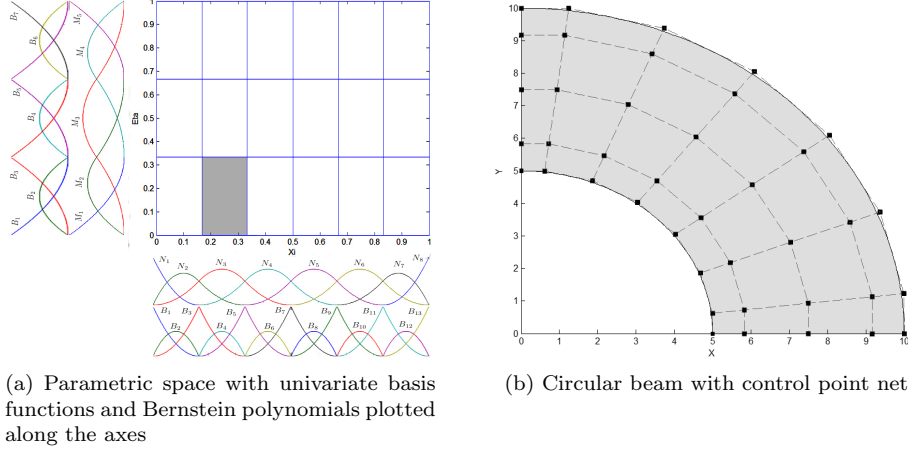 B₇
B₆
B₅
B₄
B₃
B₂
B₁
M₅
M₄
M₃
M₂
M₁
1
0.9
0.8
0.7
0.6
0.5
0.4
0.3
0.2
0.1
0
Eta
0 0.1 0.2 0.3 0.4 0.5 0.6 0.7 0.8 0.9 1
Xi
N₁ N₂ N₃ N₄ N₅ N₆ N₇ N₈
B₁ B₂ B₃ B₄ B₅ B₆ B₇ B₈ B₉ B₁₀ B₁₁ B₁₂ B₁₃
(a) Parametric space with univariate basis
functions and Bernstein polynomials plotted
along the axes
10
9
8
7
6
5
4
3
2
1
0
Y
0 1 2 3 4 5 6 7 8 9 10
X
(b) Circular beam with control point net